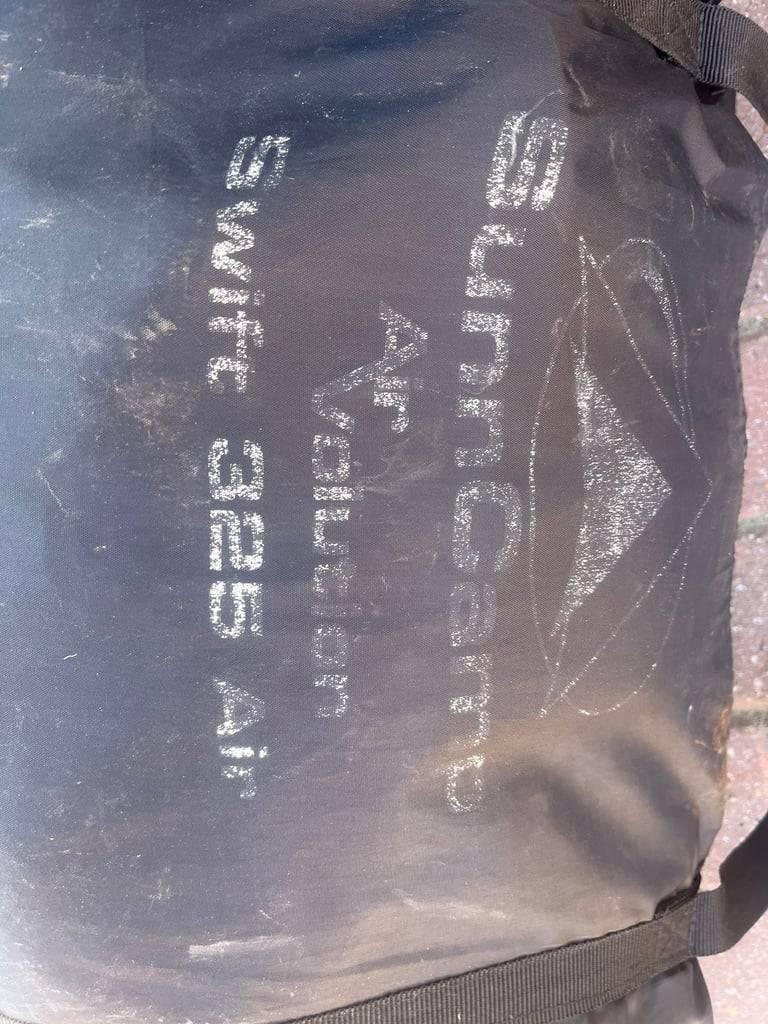 SunnCamp
Air
Volution
Swift 325 Air